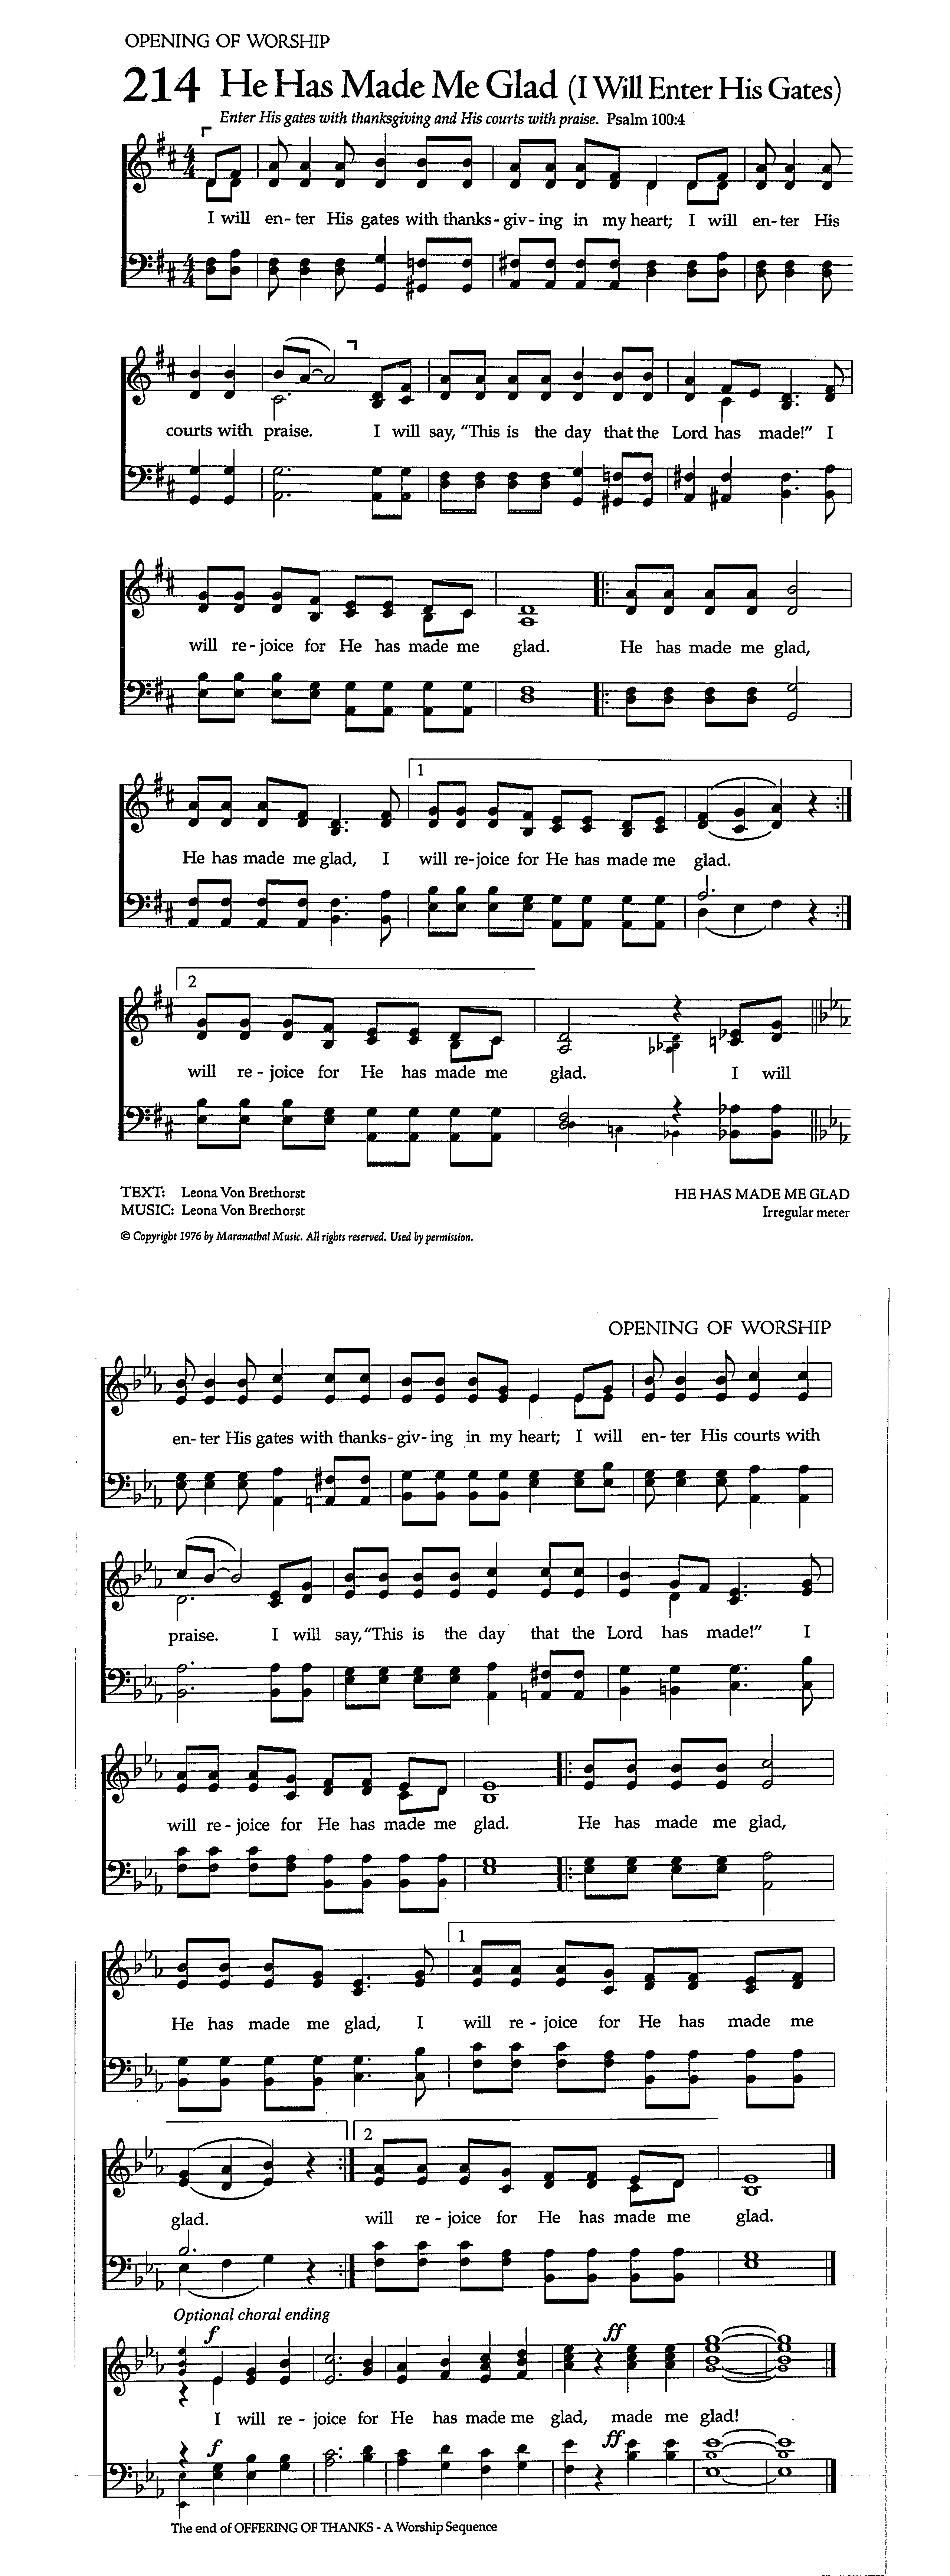 OPENING OF WORSHIP
214 He Has Made Me Glad (I Will Enter His Gates)
Enter His gates with thanksgiving and His courts with praise. Psalm 100:4
I will en- ter His gates with thanks- giv- ing in my heart; I will en- ter His
courts with praise. I will say, “This is the day that the Lord has made!” I
will re - joice for He has made me glad. He has made me glad,
1
He has made me glad, I will re-joice for He has made me glad.
2
will re - joice for He has made me glad. I will
TEXT: Leona Von Brethorst
MUSIC: Leona Von Brethorst
HE HAS MADE ME GLAD
Irregular meter
© Copyright 1976 by Maranatha! Music. All rights reserved. Used by permission.
OPENING OF WORSHIP
en- ter His gates with thanks- giv- ing in my heart; I will en- ter His courts with
praise. I will say, “This is the day that the Lord has made!” I
will re - joice for He has made me glad. He has made me glad,
1
He has made me glad, I will re - joice for He has made me
2
glad. will re - joice for He has made me glad.
Optional choral ending
f ff
I will re - joice for He has made me glad, made me glad!
f ff
The end of OFFERING OF THANKS - A Worship Sequence